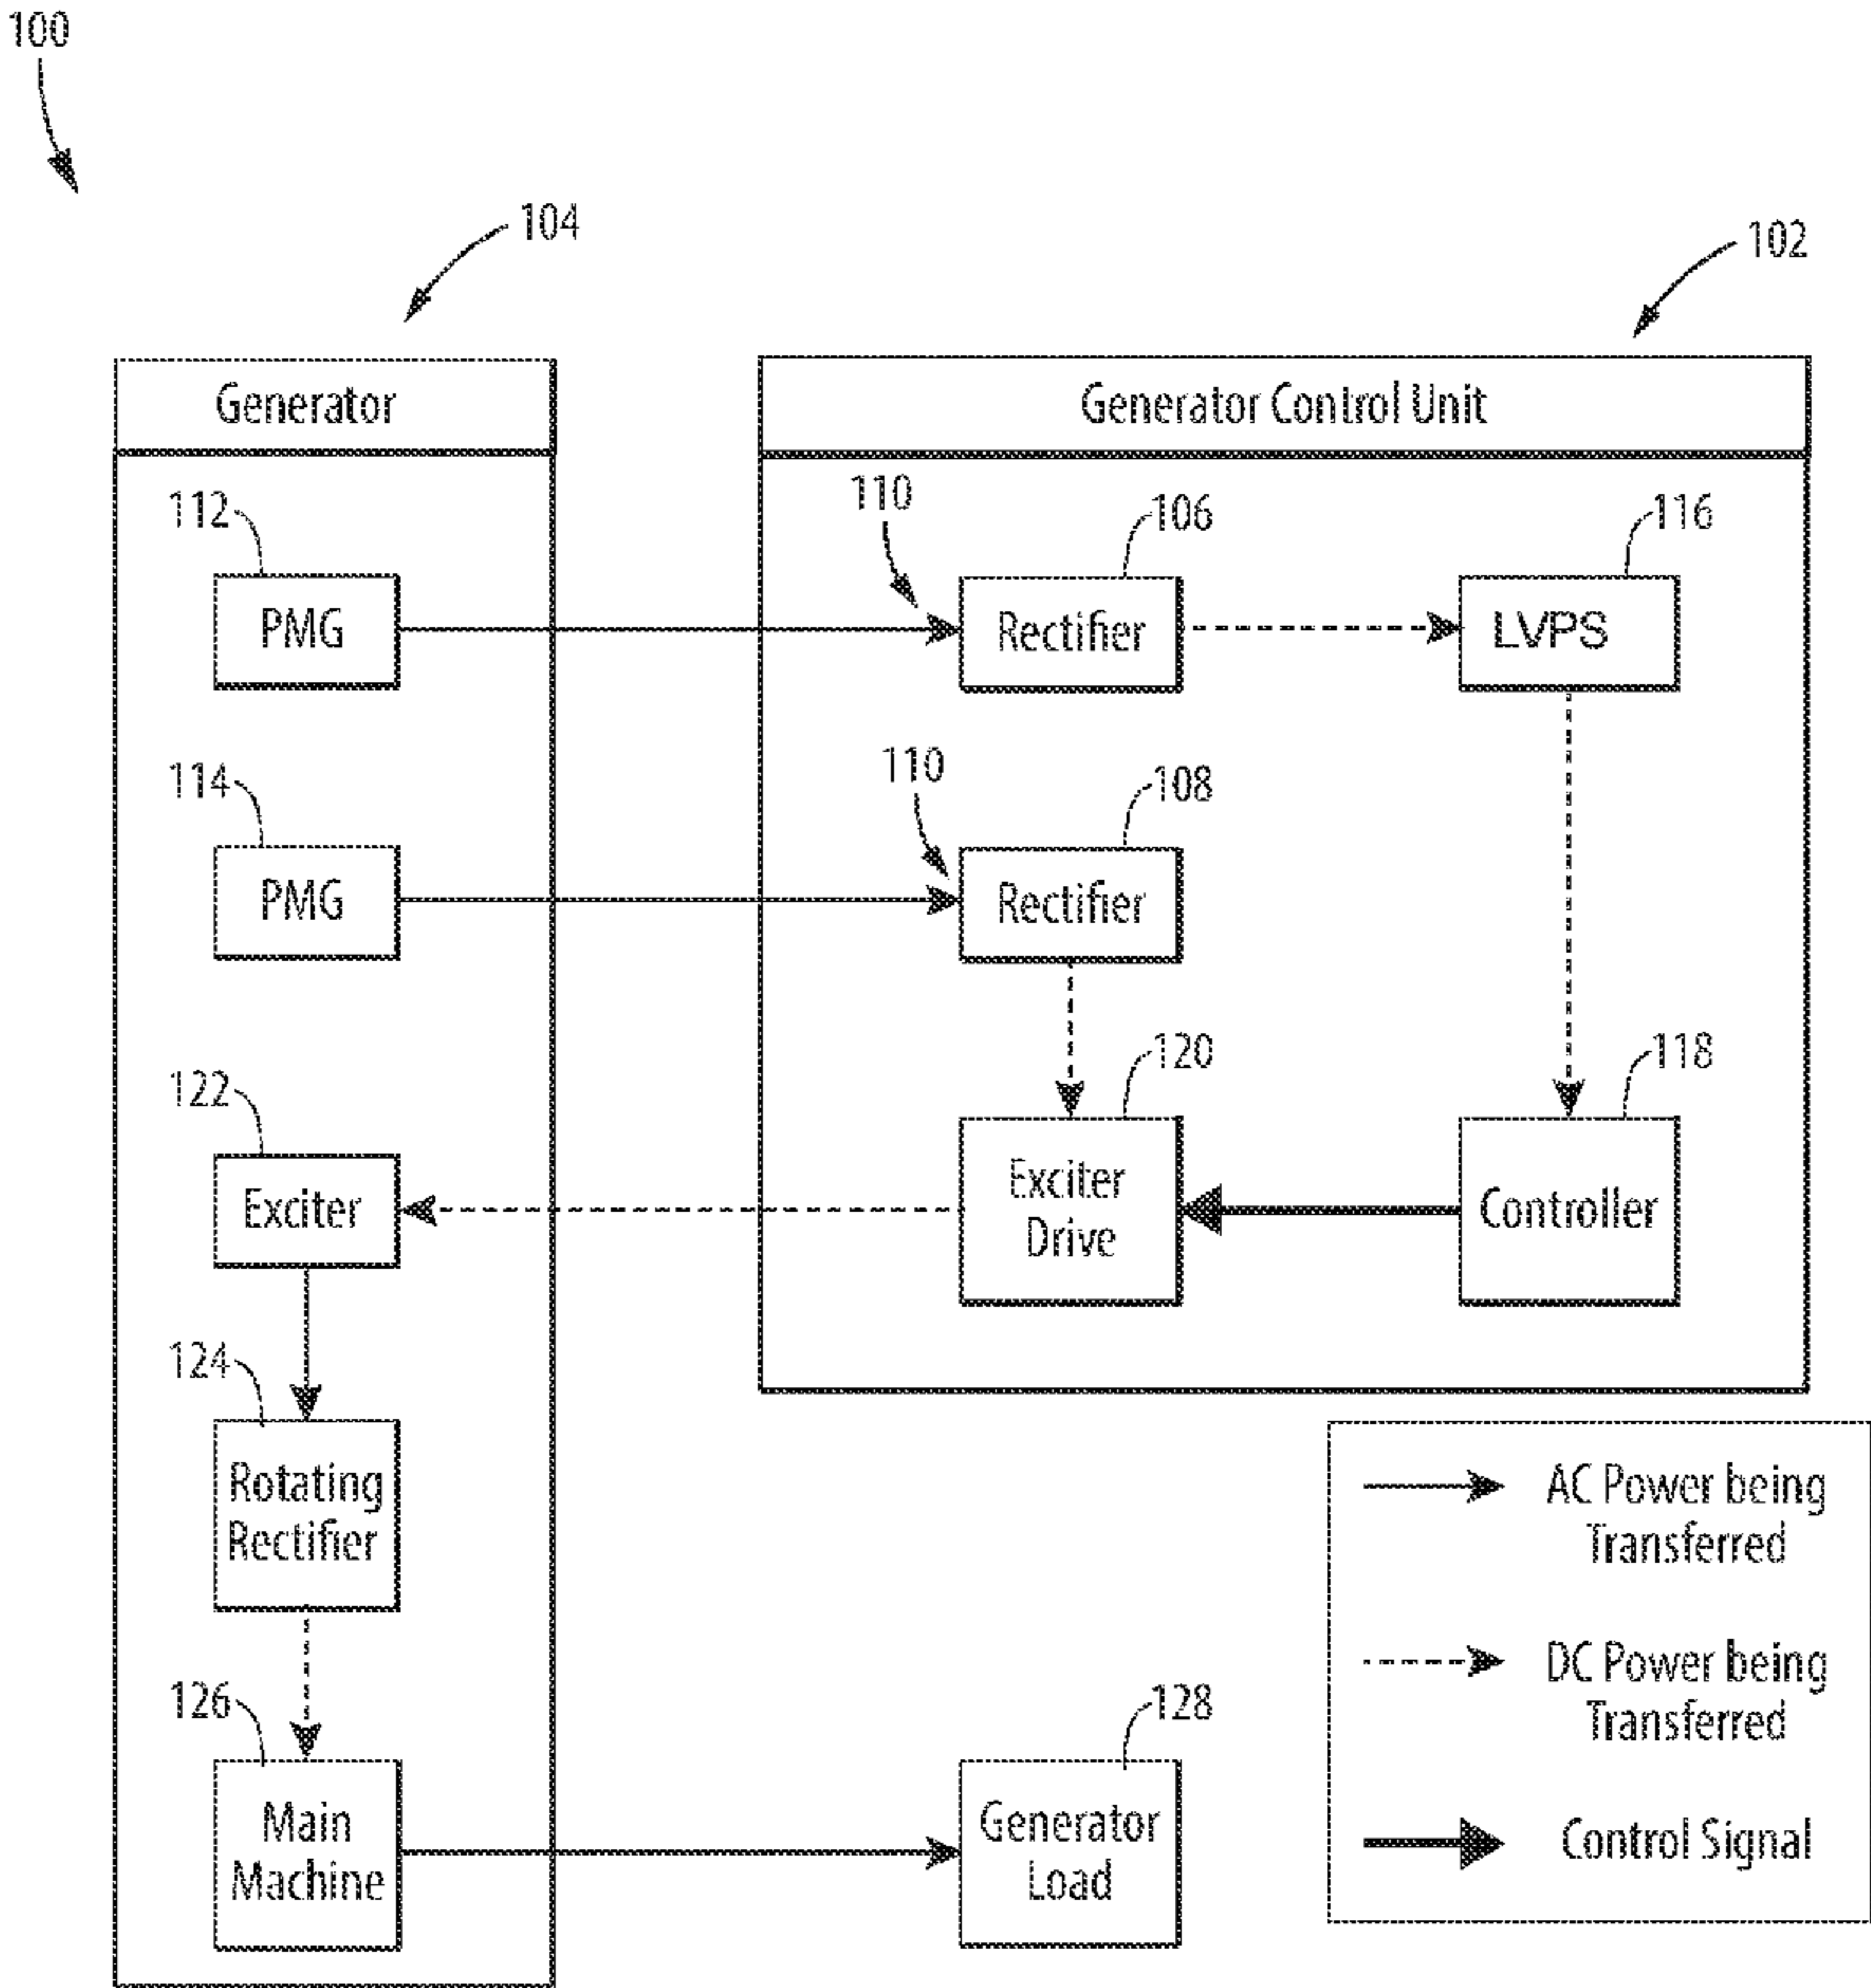 100
104
102
Generator
Generator Control Unit
112
110
106
116
PMG
Rectifier
LVPS
114
110
108
PMG
Rectifier
122
120
118
Exciter
Exciter
Drive
Controller
124
Rotating
Rectifier
AC Power being
Transferred
DC Power being
Transferred
126
128
Main
Machine
Generator
Load
Control Signal